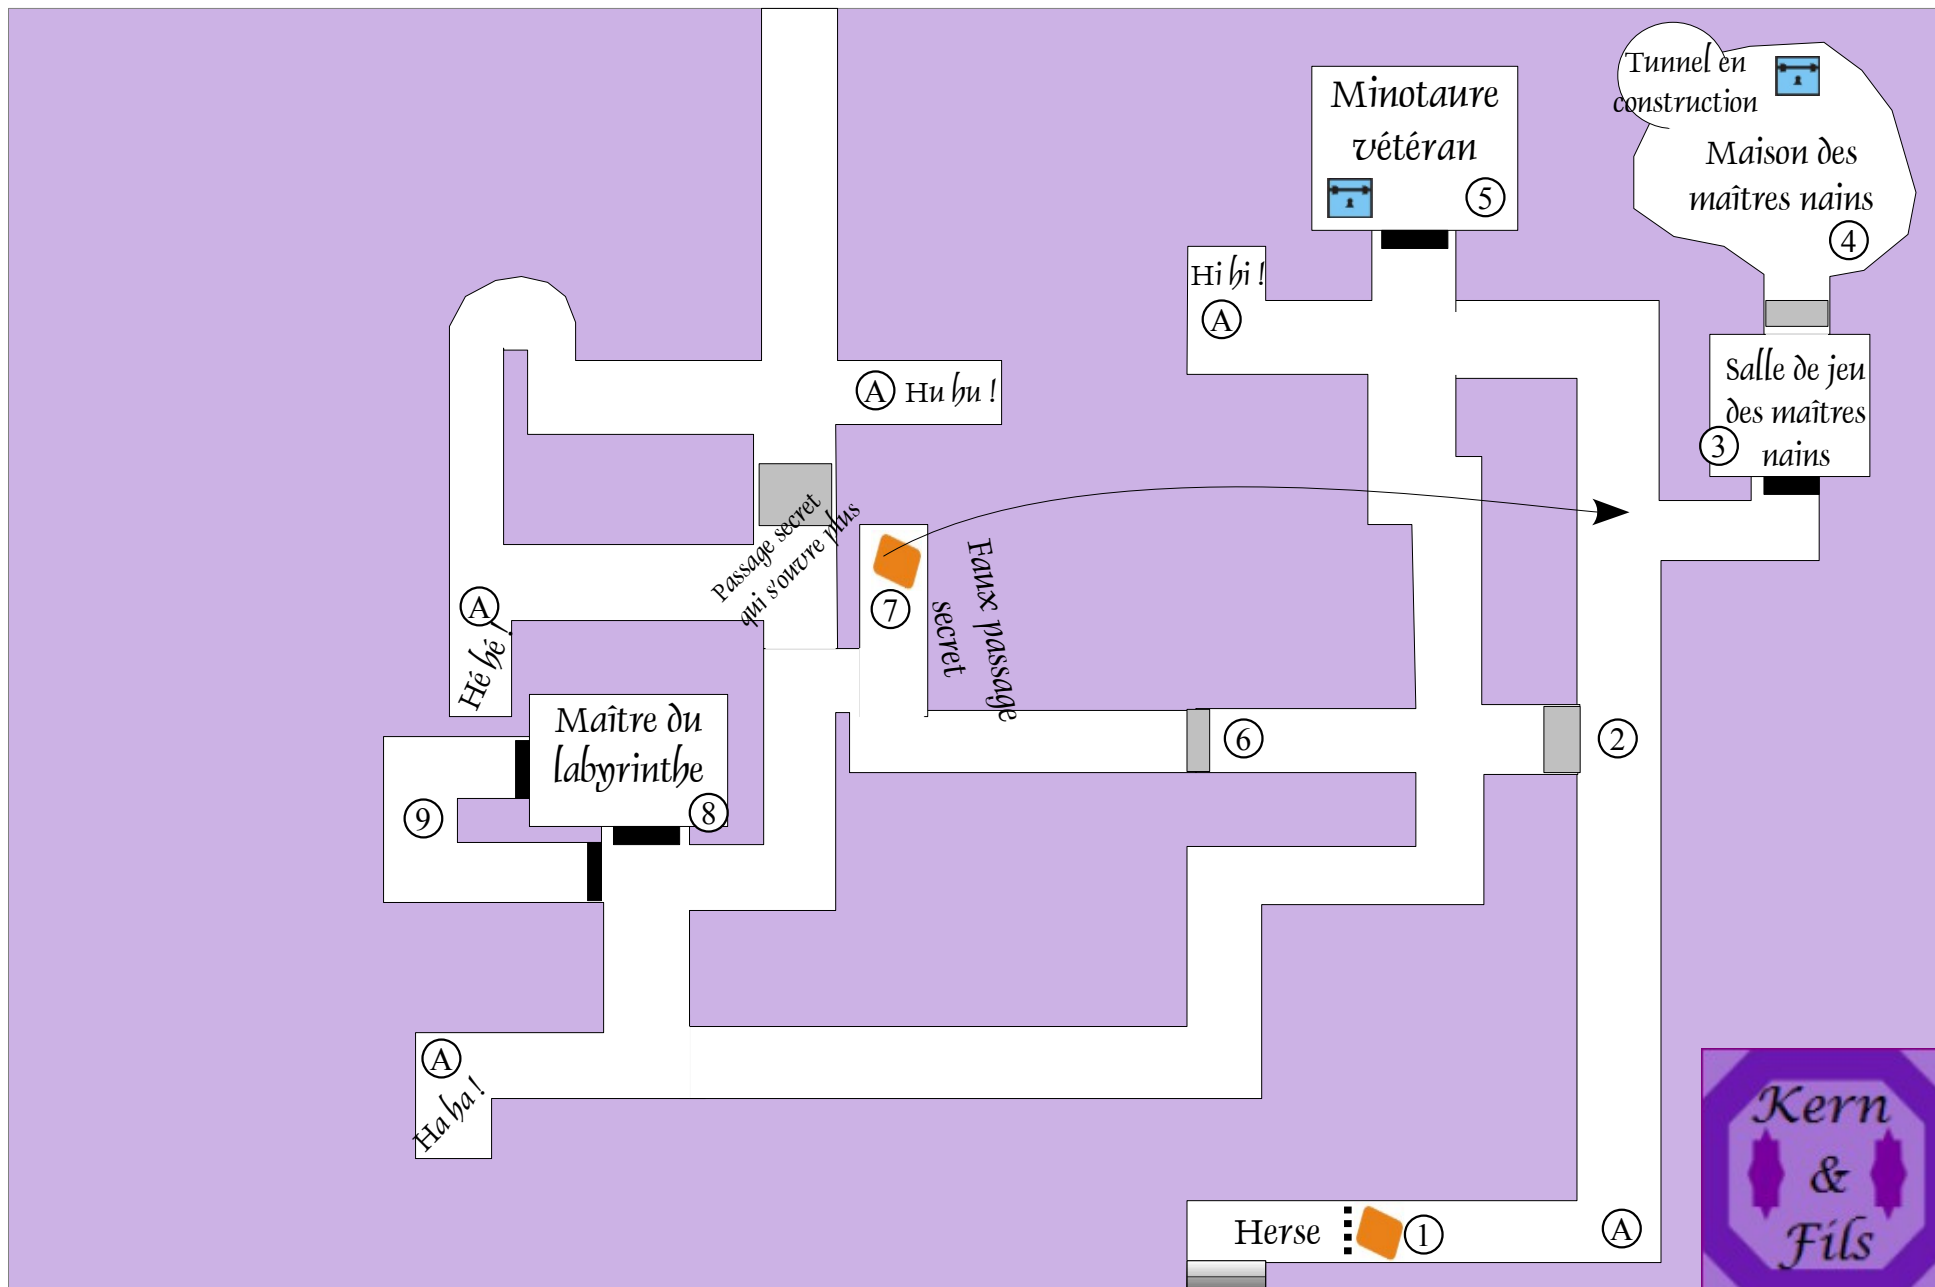 Tunnel en
construction
Minotaure
vétéran
5
Maison des
maîtres nains
4
Hi hi !
A
Salle de jeu
des maîtres
nains
3
A Hu hu !
Passage secret
qui s'ouvre plus
Faux passage
secret
7
A
Hé hé !
Maître du
labyrinthe
8
9
6
2
A
Ha ha !
Herse
1
A
Kern
&
Fils